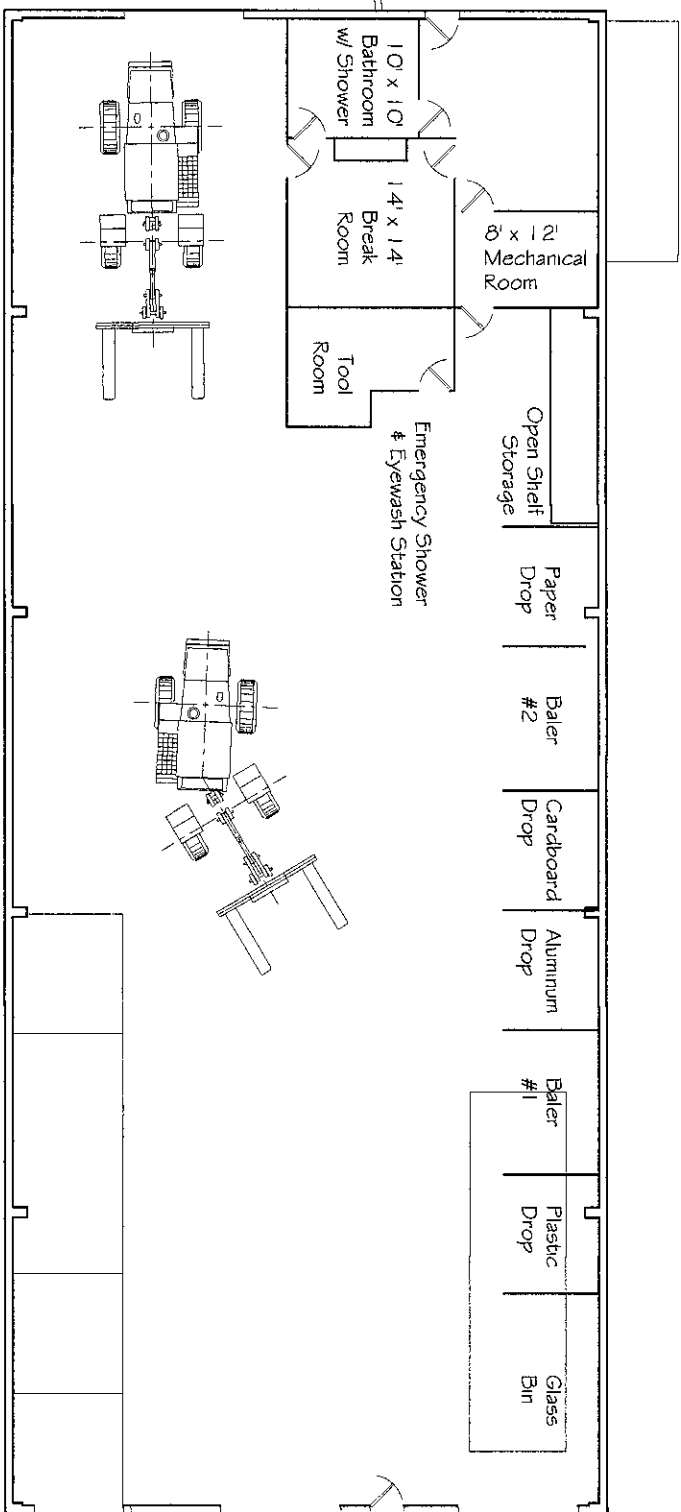 10' x 10'
Bathroom
w/ Shower
14' x 14'
Break
Room
8' x 12'
Mechanical
Room
Tool
Room
Emergency Shower
& Eyewash Station
Open Shelf
Storage
Paper
Drop
Baler
#2
Cardboard
Drop
Aluminum
Drop
Baler
#1
Plastic
Drop
Glass
Bin